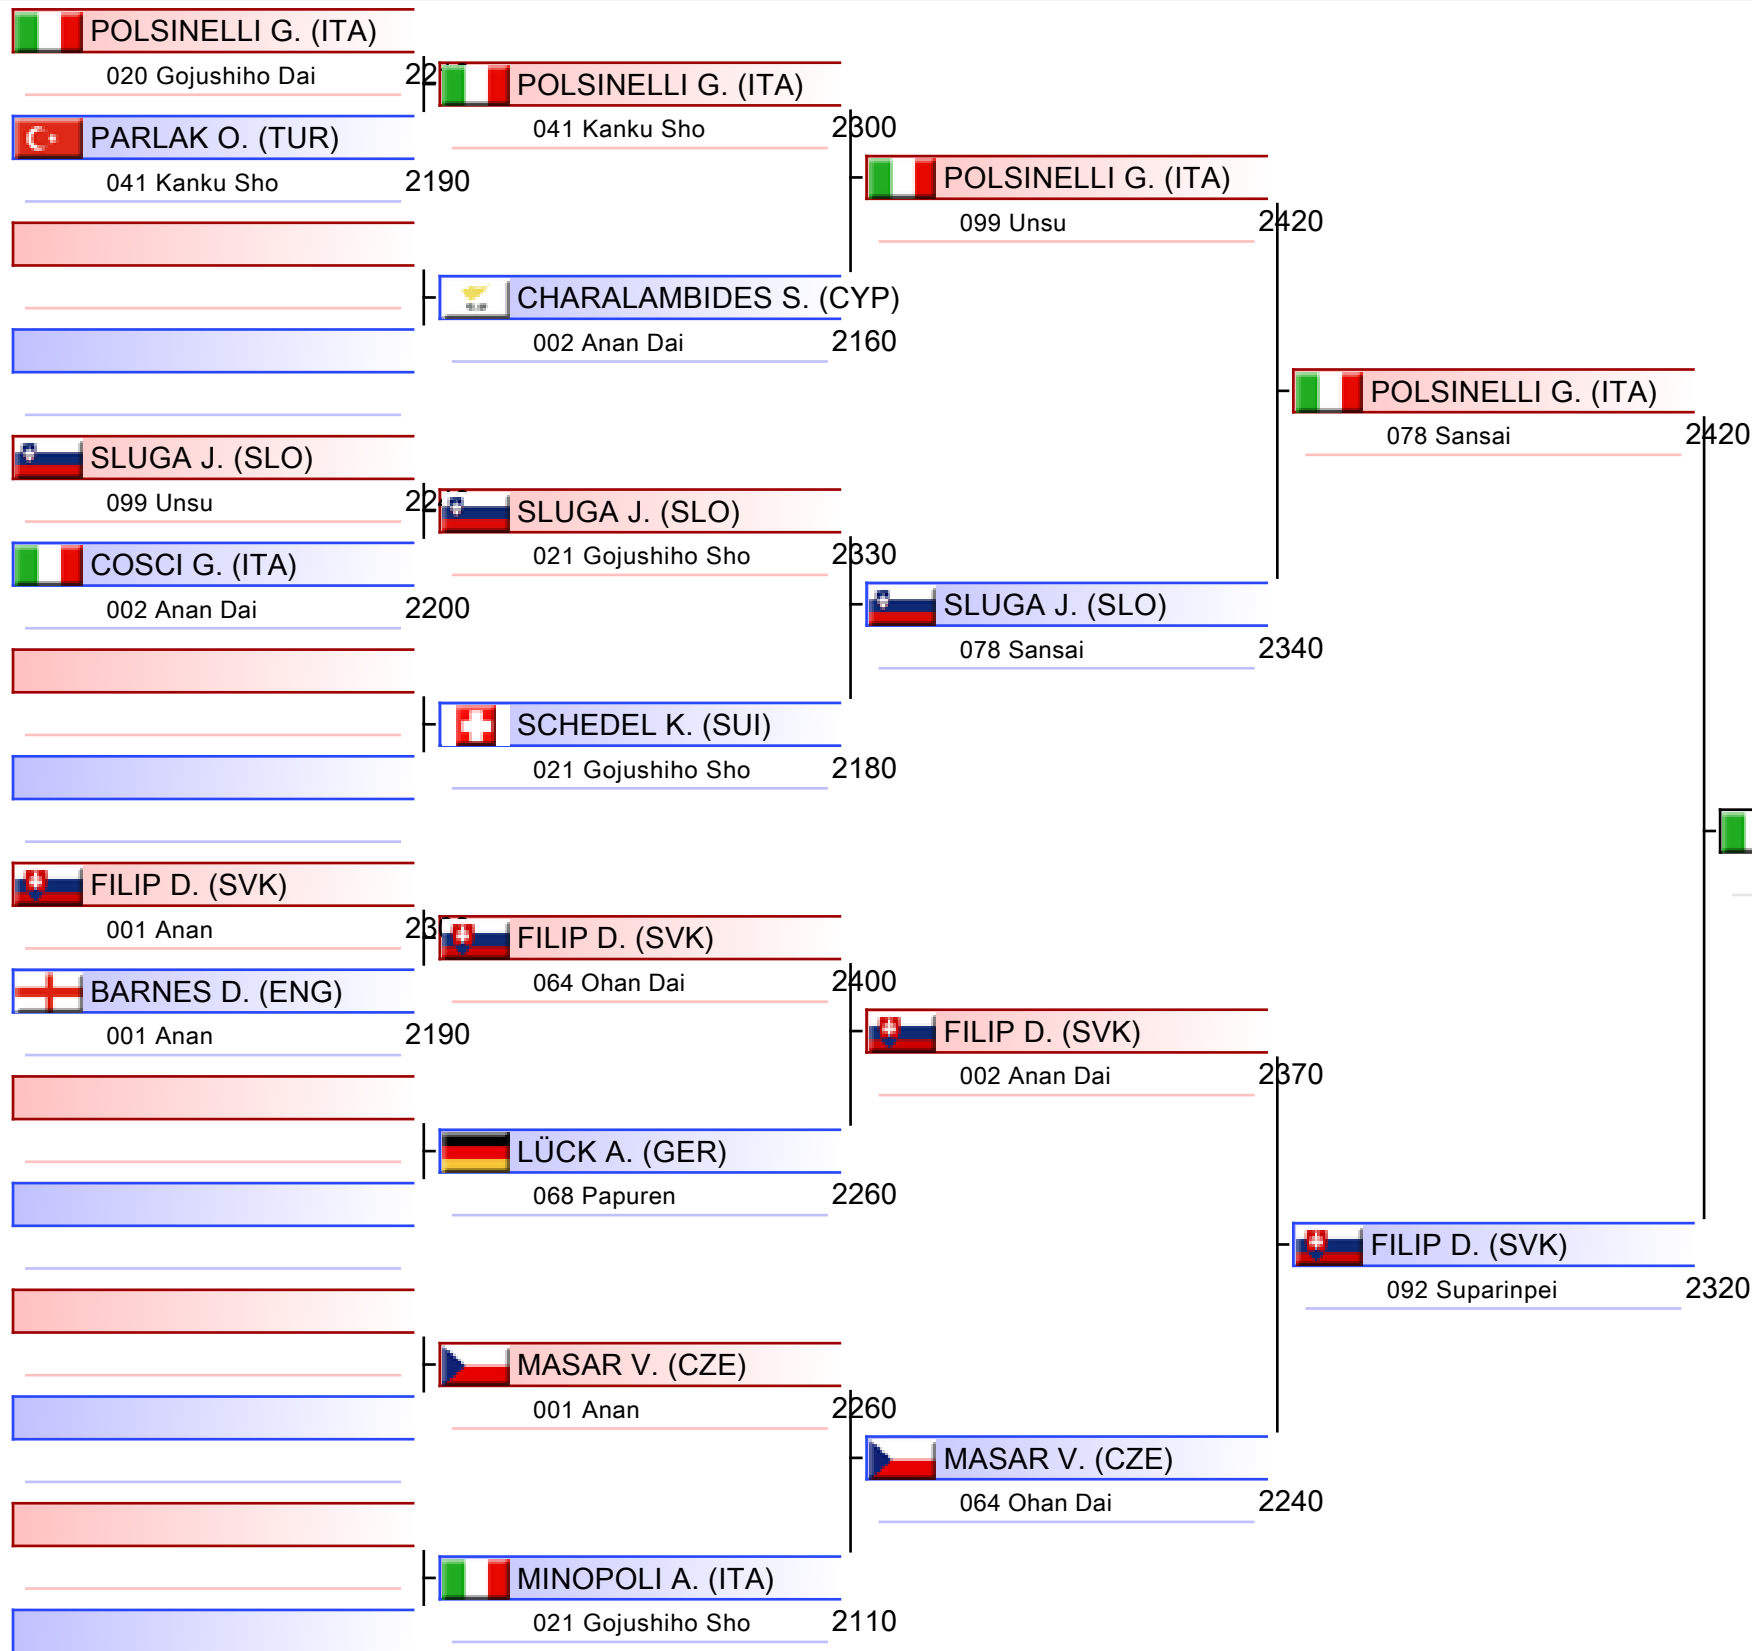 POLSINELLI G. (ITA)
020 Gojushiho Dai
PARLAK O. (TUR)
041 Kanku Sho 2190
SLUGA J. (SLO)
099 Unsu
COSCI G. (ITA)
002 Anan Dai 2200
FILIP D. (SVK)
001 Anan
BARNES D. (ENG)
001 Anan 2190
POLSINELLI G. (ITA)
041 Kanku Sho 2300
CHARALAMBIDES S. (CYP)
002 Anan Dai 2160
SLUGA J. (SLO)
021 Gojushiho Sho 2330
SCHEDEL K. (SUI)
021 Gojushiho Sho 2180
FILIP D. (SVK)
064 Ohan Dai 2400
LÜCK A. (GER)
068 Papuren 2260
MASAR V. (CZE)
001 Anan 2260
MINOPOLI A. (ITA)
021 Gojushiho Sho 2110
POLSINELLI G. (ITA)
099 Unsu 2420
SLUGA J. (SLO)
078 Sansai 2340
FILIP D. (SVK)
002 Anan Dai 2370
MASAR V. (CZE)
064 Ohan Dai 2240
POLSINELLI G. (ITA)
078 Sansai 2420
FILIP D. (SVK)
092 Suparinpei 2320